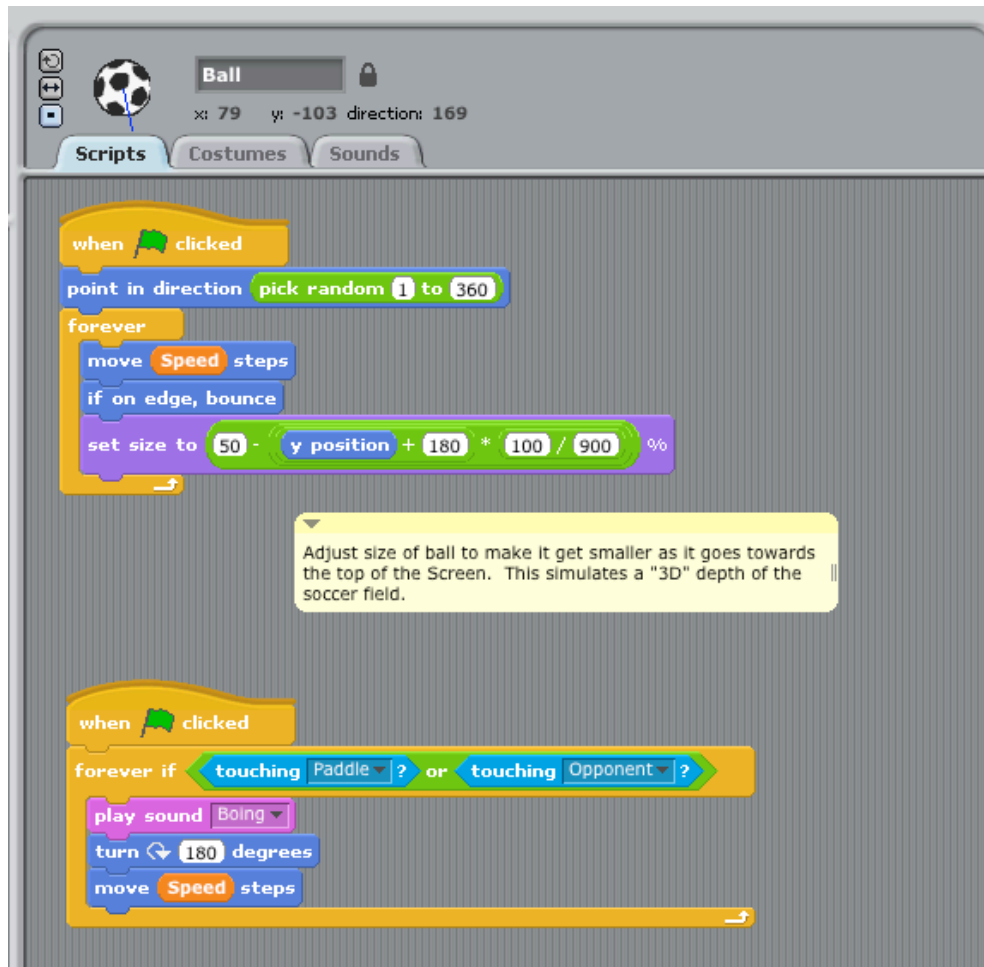 Ball
x: 79 y: -103 direction: 169
Scripts Costumes Sounds
when clicked
point in direction pick random 1 to 360
forever
move Speed steps
if on edge, bounce
set size to 50 - y position + 180 * 100 / 900 %
Adjust size of ball to make it get smaller as it goes towards
the top of the Screen. This simulates a "3D" depth of the
soccer field.
when clicked
forever if touching Paddle ? or touching Opponent ?
play sound Boing
turn 180 degrees
move Speed steps